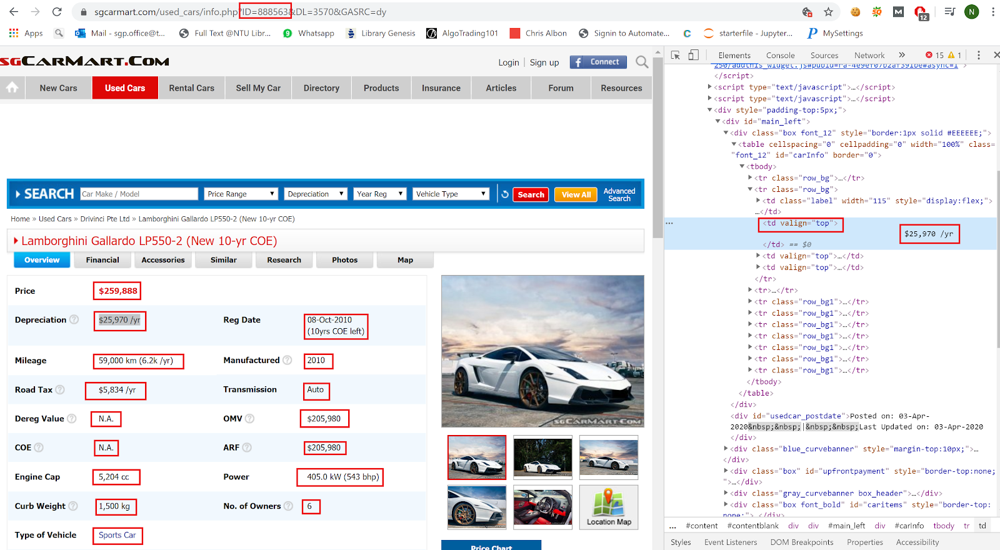 sgcarmart.com/used_cars/info.php?ID=888563&DL=3570&GASRC=dy
12
N
Apps
Mail - sgp.office@t...
Full Text @NTU Libr...
Whatsapp
Library Genesis
AlgoTrading101
Chris Albon
Signin to Automate...
starterfile - Jupyter...
MySettings
sgCarMart.Com
Login | Sign up
f Connect
New Cars
Used Cars
Rental Cars
Sell My Car
Directory
Products
Insurance
Articles
Forum
Resources
SEARCH
Car Make / Model
Price Range
Depreciation
Year Reg
Vehicle Type
Search
View All
Advanced
Search
Home » Used Cars » Drivinci Pte Ltd » Lamborghini Gallardo LP550-2 (New 10-yr COE)
Lamborghini Gallardo LP550-2 (New 10-yr COE)
Overview
Financial
Accessories
Similar
Research
Photos
Map
Price $259,888
Depreciation ? $25,970 /yr
Reg Date 08-Oct-2010
(10yrs COE left)
Mileage 59,000 km (6.2k /yr)
Manufactured ? 2010
Road Tax ? $5,834 /yr
Transmission Auto
Dereg Value ? N.A.
OMV ? $205,980
COE ? N.A.
ARF ? $205,980
Engine Cap 5,204 cc
Power 405.0 kW (543 bhp)
Curb Weight ? 1,500 kg
No. of Owners ? 6
Type of Vehicle Sports Car
sgCarMart.Com
Location Map
Price Chart
Elements
Console
Sources
Network
»
15
1
250/addthis_widget.js#pubid=ra-4e9ef07b2af391be#async=1">
</script>
<script type="text/javascript">…</script>
<script type="text/javascript">…</script>
<div style="padding-top:5px;">
<div id="main_left">
<div class="box font_12" style="border:1px solid #EEEEEE;">
<table cellspacing="0" cellpadding="0" width="100%" class=
"font_12" id="carInfo" border="0">
<tbody>
<tr class="row_bg">…</tr>
<tr class="row_bg">
<td class="label" width="115" style="display:flex;">
…</td>
<td valign="top">
$25,970 /yr
</td> == $0
<td valign="top">…</td>
<td valign="top">…</td>
</tr>
<tr>…</tr>
<tr class="row_bg1">…</tr>
<tr class="row_bg1">…</tr>
<tr class="row_bg1">…</tr>
<tr class="row_bg1">…</tr>
<tr class="row_bg1">…</tr>
<tr class="row_bg1">…</tr>
<tr class="row_bg1">…</tr>
</tbody>
</table>
</div>
<div id="usedcar_postdate">Posted on: 03-Apr-
2020&nbsp;&nbsp;|&nbsp;&nbsp;Last Updated on: 03-Apr-2020
</div>
<div class="blue_curvebanner" style="margin-top:10px;">…
</div>
<div class="box" id="upfrontpayment" style="border-top:none;
">…</div>
<div class="gray_curvebanner box_header">…</div>
<div class="box font_bold" id="caritems" style="border-top:
none;">…</div>
... #content #contentblank div div #main_left div #carInfo tbody tr td
Styles
Event Listeners
DOM Breakpoints
Properties
Accessibility